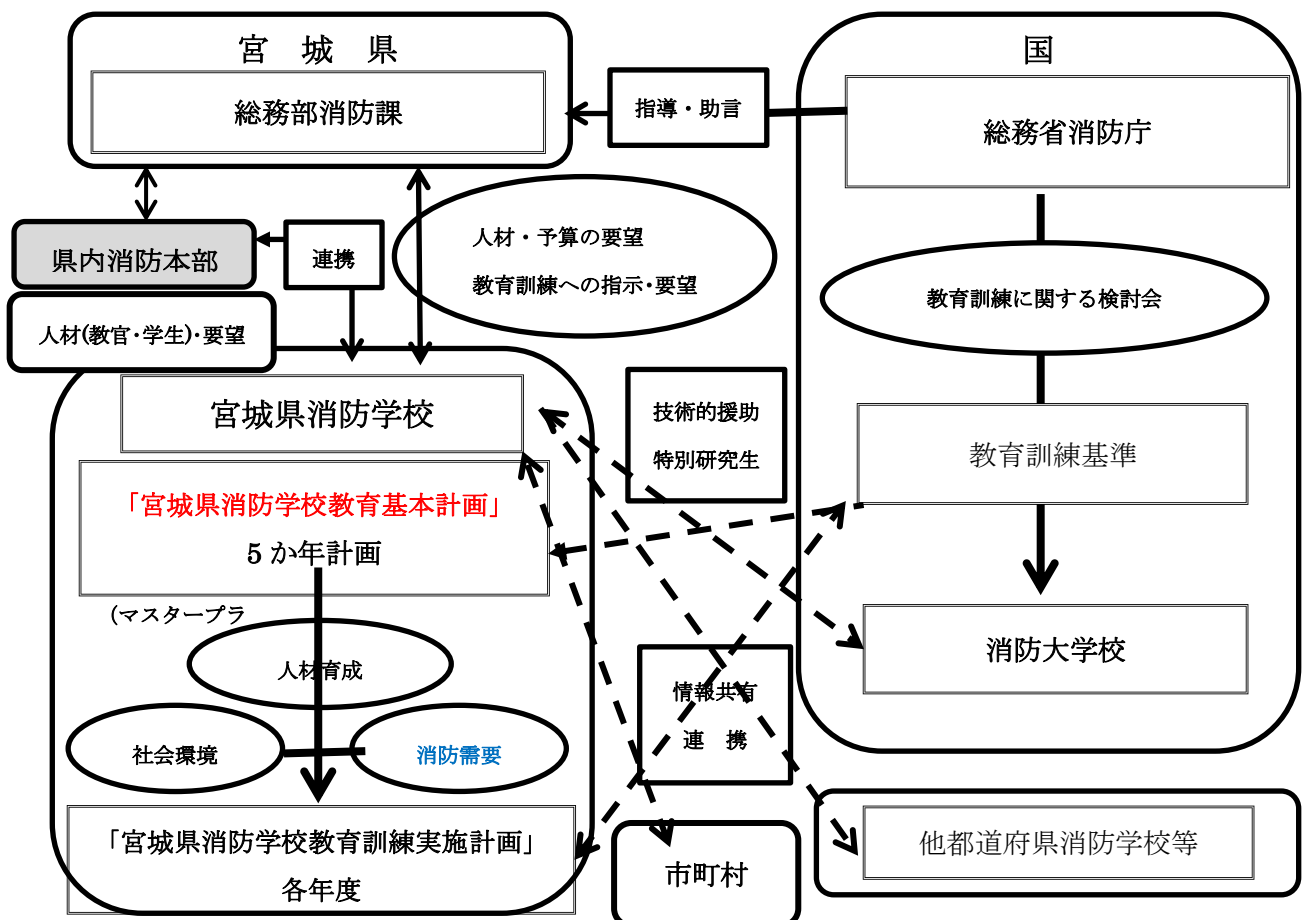 宮 城 県
総務部消防課
県内消防本部
連携
人材(教官・学生)・要望
指導・助言
人材・予算の要望
教育訓練への指示・要望
国
総務省消防庁
教育訓練に関する検討会
教育訓練基準
消防大学校
宮城県消防学校
「宮城県消防学校教育基本計画」
5 か年計画
(マスタープラ
人材育成
社会環境
消防需要
「宮城県消防学校教育訓練実施計画」
各年度
技術的援助
特別研究生
情報共有
連 携
市町村
他都道府県消防学校等